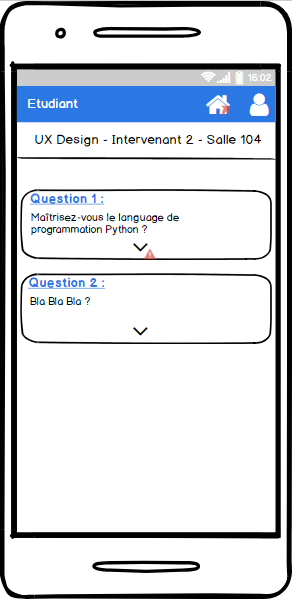 16:02
Etudiant
UX Design - Intervenant 2 - Salle 104
Question 1 :
Maîtrisez-vous le language de
programmation Python ?
Question 2 :
Bla Bla Bla ?